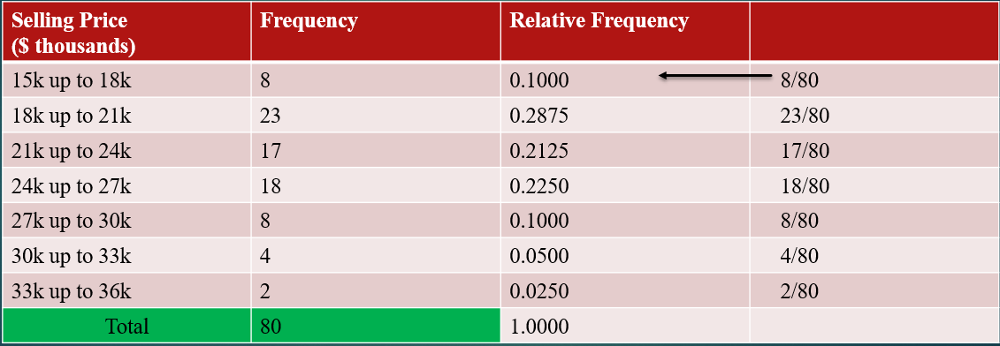 Selling Price Frequency Relative Frequency
($ thousands)
15k up to 18k 8 0.1000 8/80
18k up to 21k 23 0.2875 23/80
21k up to 24k 17 0.2125 17/80
24k up to 27k 18 0.2250 18/80
27k up to 30k 8 0.1000 8/80
30k up to 33k 4 0.0500 4/80
33k up to 36k 2 0.0250 2/80
Total 80 1.0000